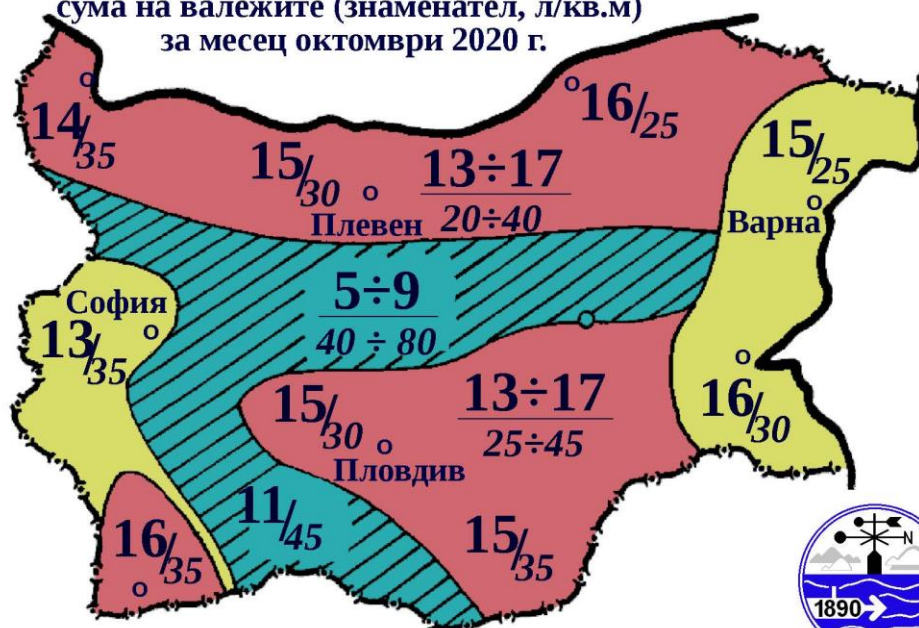 сума на валежите (знаменател, л/кв.м)
за месец октомври 2020 г.
14/35
15/30
Плевен
13÷17
20÷40
16/25
15/25
Варна
София
13/35
5÷9
40 ÷ 80
15/30
Пловдив
13÷17
25÷45
16/30
16/35
11/45
15/35
N
1890